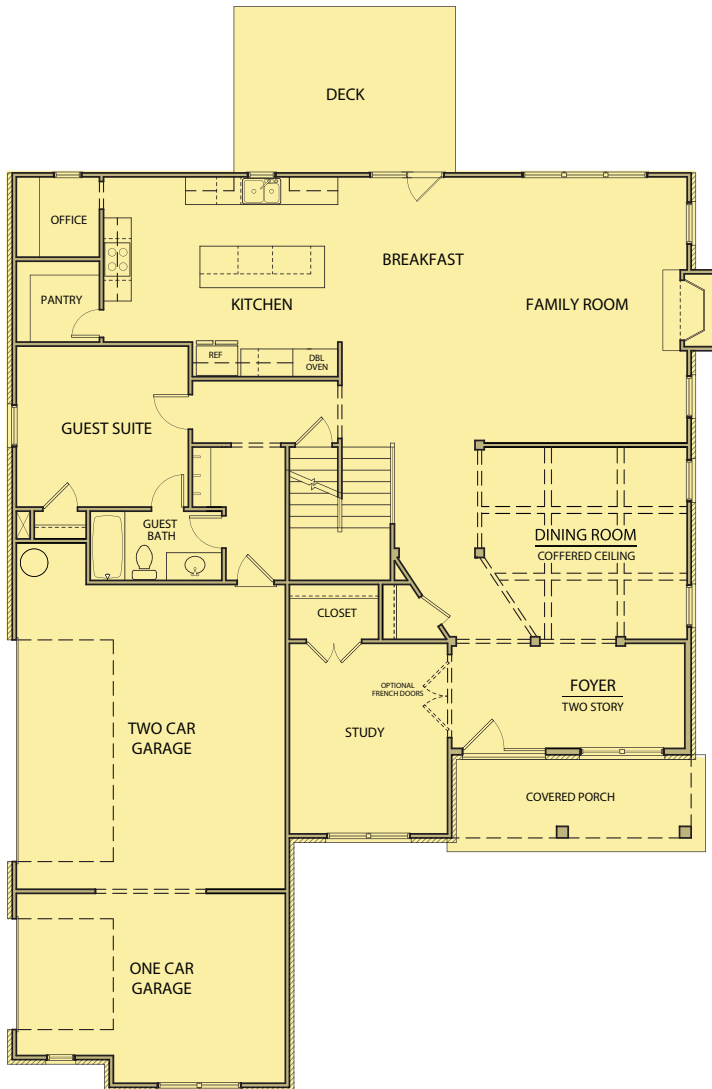 DECK
OFFICE
BREAKFAST
PANTRY
KITCHEN
FAMILY ROOM
REF
DBL
OVEN
GUEST SUITE
GUEST
BATH
DINING ROOM
COFFERED CEILING
CLOSET
OPTIONAL
FRENCH DOORS
FOYER
TWO STORY
TWO CAR
GARAGE
STUDY
COVERED PORCH
ONE CAR
GARAGE